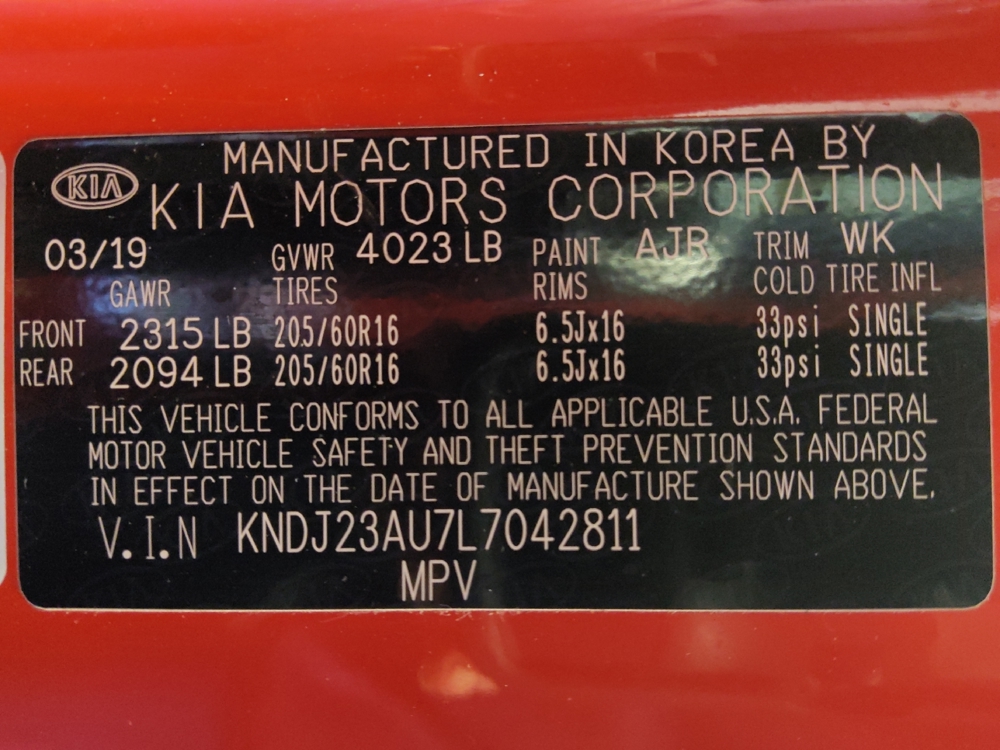 MANUFACTURED IN KOREA BY
KIA KIA MOTORS CORPORATION
03/19 GVWR 4023 LB PAINT AJR TRIM WK
GAWR TIRES RIMS COLD TIRE INFL
FRONT 2315 LB 205/60R16 6.5Jx16 33psi SINGLE
REAR 2094 LB 205/60R16 6.5Jx16 33psi SINGLE
THIS VEHICLE CONFORMS TO ALL APPLICABLE U.S.A. FEDERAL
MOTOR VEHICLE SAFETY AND THEFT PREVENTION STANDARDS
IN EFFECT ON THE DATE OF MANUFACTURE SHOWN ABOVE.
V.I.N KNDJ23AU7L7042811
MPV